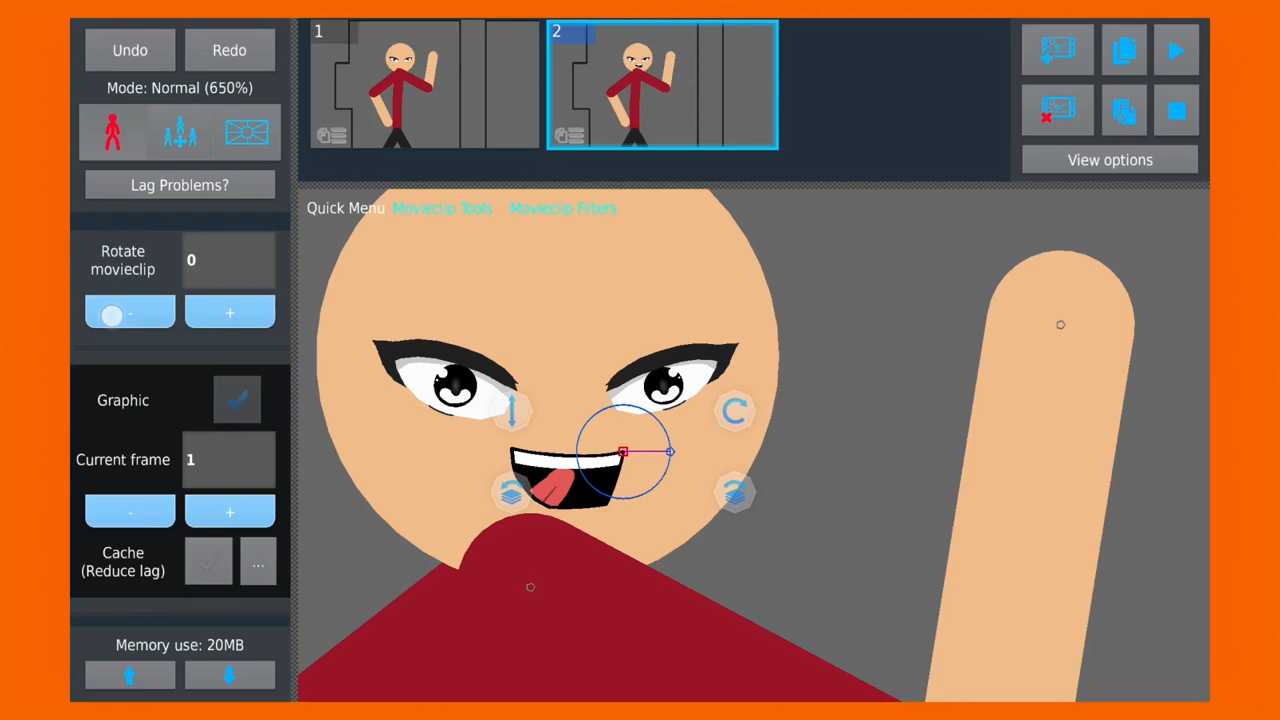 Undo
Redo
Mode: Normal (650%)
Lag Problems?
Rotate
movieclip
0
-
+
Graphic
Current frame
1
-
+
Cache
(Reduce lag)
...
Memory use: 20MB
1
2
View options
Quick Menu
Movieclip Tools
Movieclip Filters